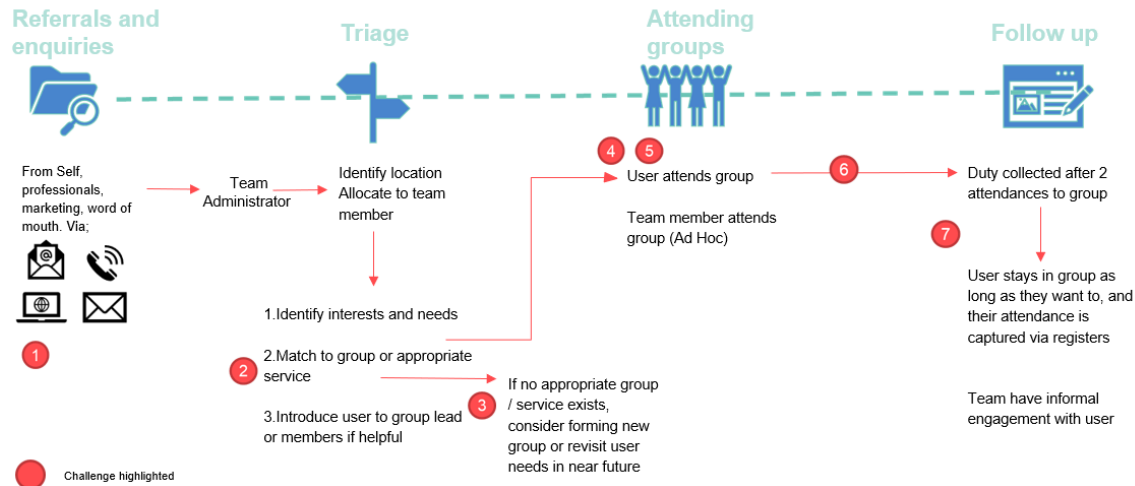 Referrals and
enquiries
Triage
Attending
groups
Follow up
From Self,
professionals,
marketing, word of
mouth. Via;
1
Team
Administrator
Identify location
Allocate to team
member
1.Identify interests and needs
2
2.Match to group or appropriate
service
3.Introduce user to group lead
or members if helpful
3
If no appropriate group
/ service exists,
consider forming new
group or revisit user
needs in near future
4
5
User attends group
Team member attends
group (Ad Hoc)
6
Duty collected after 2
attendances to group
7
User stays in group as
long as they want to, and
their attendance is
captured via registers
Team have informal
engagement with user
Challenge highlighted